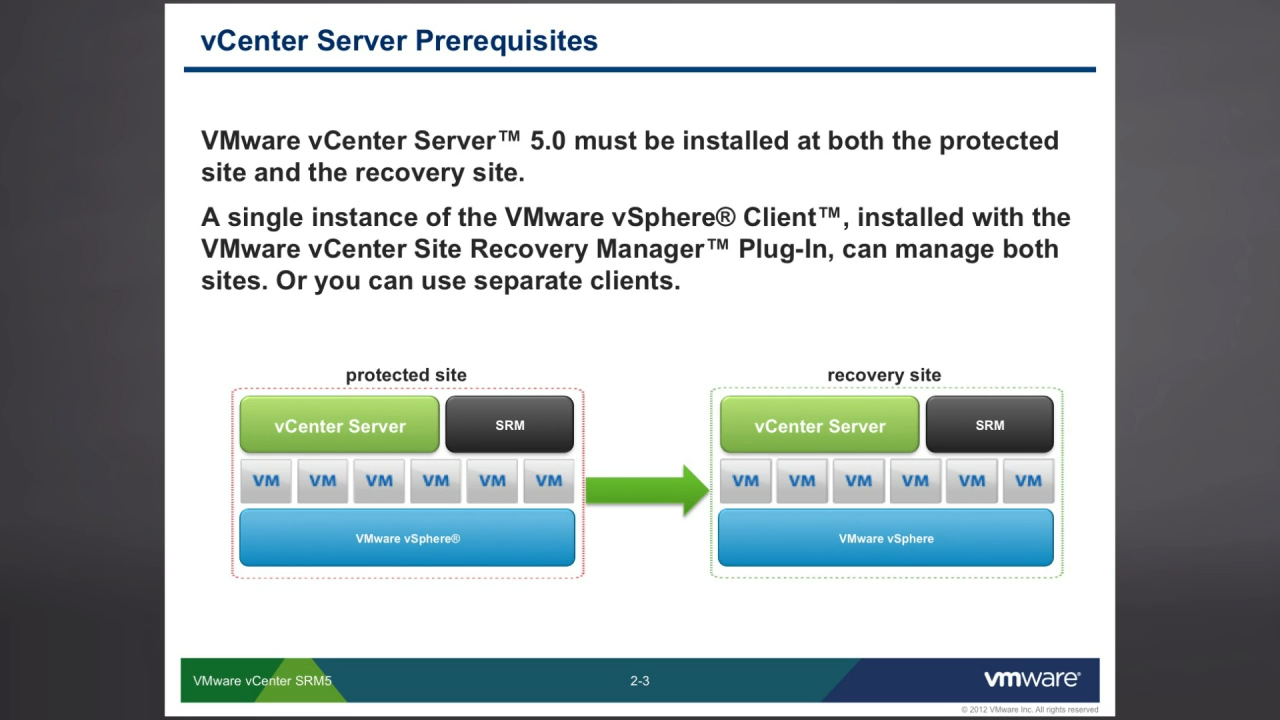 vCenter Server Prerequisites
VMware vCenter Server™ 5.0 must be installed at both the protected
site and the recovery site.
A single instance of the VMware vSphere® Client™, installed with the
VMware vCenter Site Recovery Manager™ Plug-In, can manage both
sites. Or you can use separate clients.
protected site
recovery site
vCenter Server SRM
vCenter Server SRM
VM VM VM VM VM VM
VM VM VM VM VM VM
VMware vSphere®
VMware vSphere
VMware vCenter SRM5
2-3
vmware®
© 2012 VMware Inc. All rights reserved